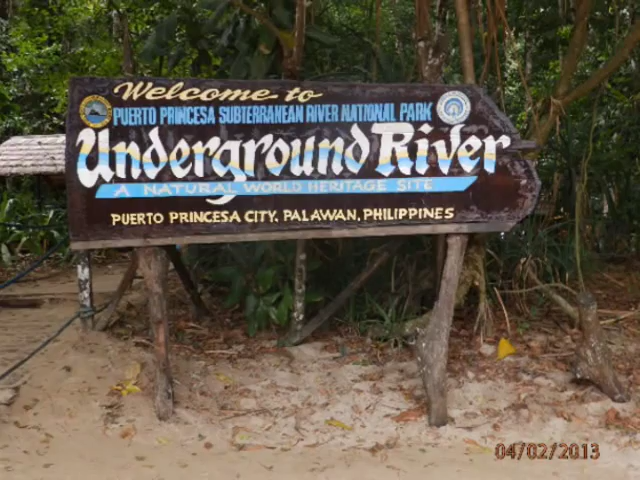 Welcome to
PUERTO PRINCESA SUBTERRANEAN RIVER NATIONAL PARK
Underground River
A NATURAL WORLD HERITAGE SITE
PUERTO PRINCESA CITY, PALAWAN, PHILIPPINES
04/02/2013